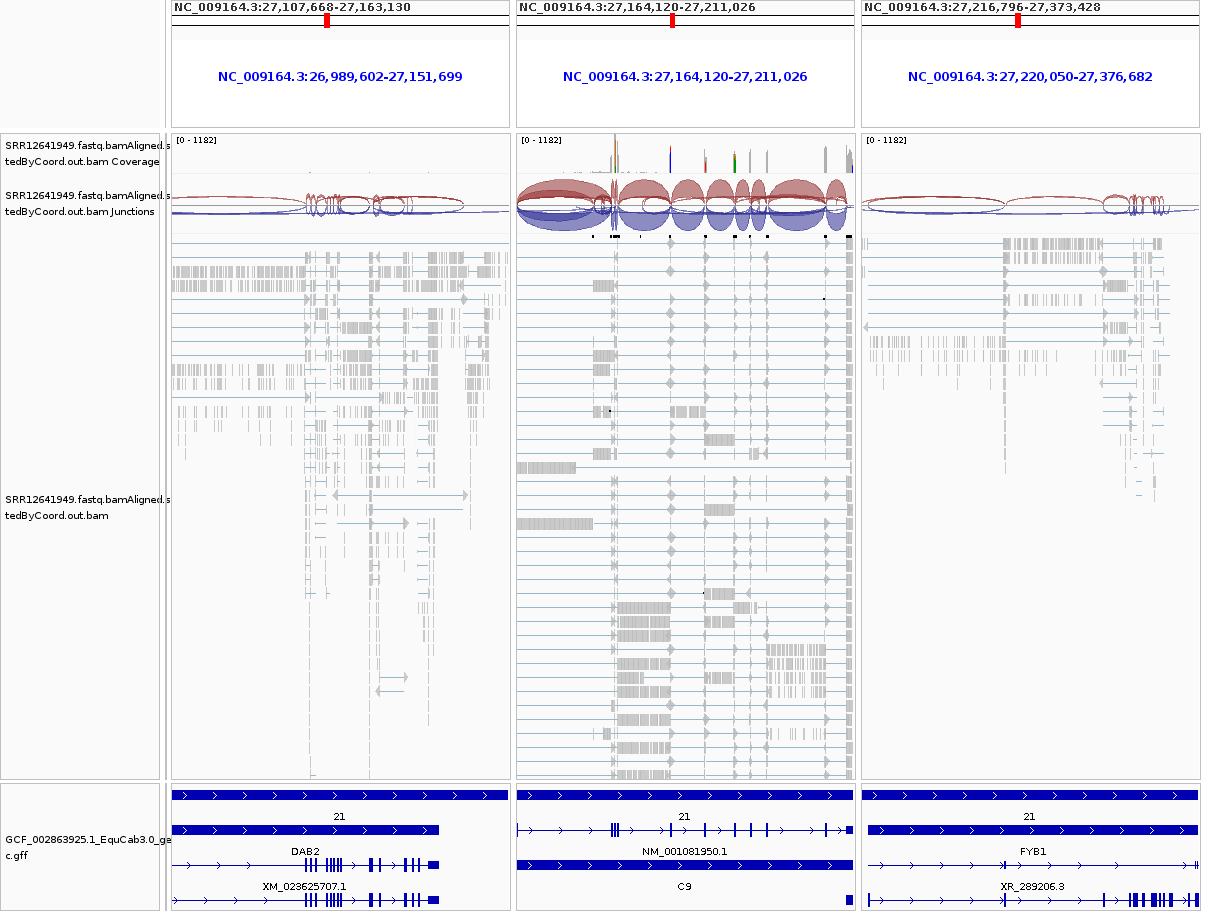 NC_009164.3:27,107,668-27,163,130
NC_009164.3:27,164,120-27,211,026
NC_009164.3:27,216,796-27,373,428
NC_009164.3:26,989,602-27,151,699
NC_009164.3:27,164,120-27,211,026
NC_009164.3:27,220,050-27,376,682
SRR12641949.fastq.bamAligned.s
tedByCoord.out.bam Coverage
[0 - 1182]
[0 - 1182]
[0 - 1182]
SRR12641949.fastq.bamAligned.s
tedByCoord.out.bam Junctions
SRR12641949.fastq.bamAligned.s
tedByCoord.out.bam
GCF_002863925.1_EquCab3.0_ge
c.gff
21
21
21
DAB2
NM_001081950.1
FYB1
XM_023625707.1
C9
XR_289206.3